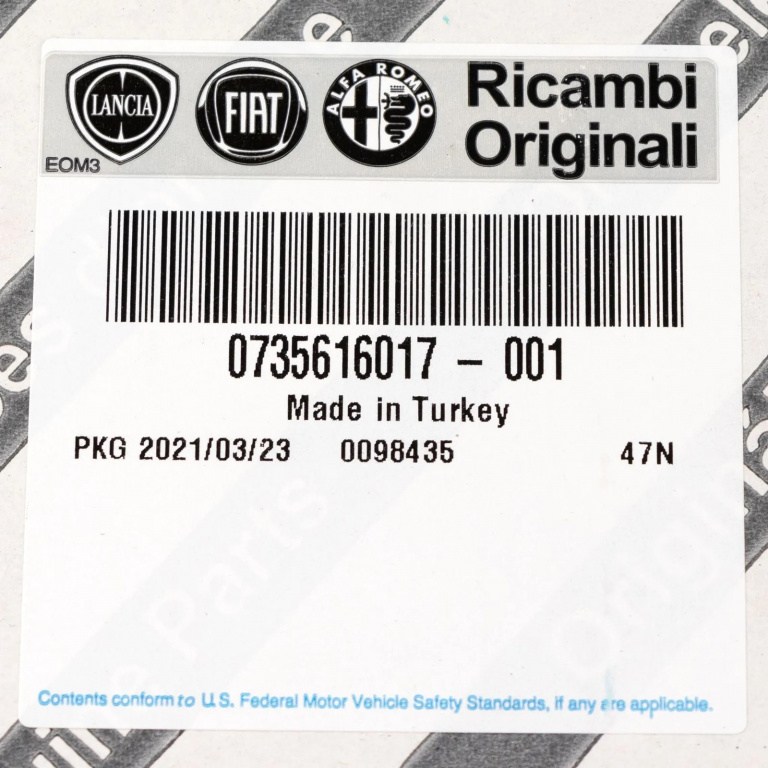 LANCIA
FIAT
ALFA ROMEO
Ricambi
Originali
EOM3
0735616017 - 001
Made in Turkey
PKG 2021/03/23 0098435 47N
Parts
Contents conform to U.S. Federal Motor Vehicle Safety Standards, if any are applicable.